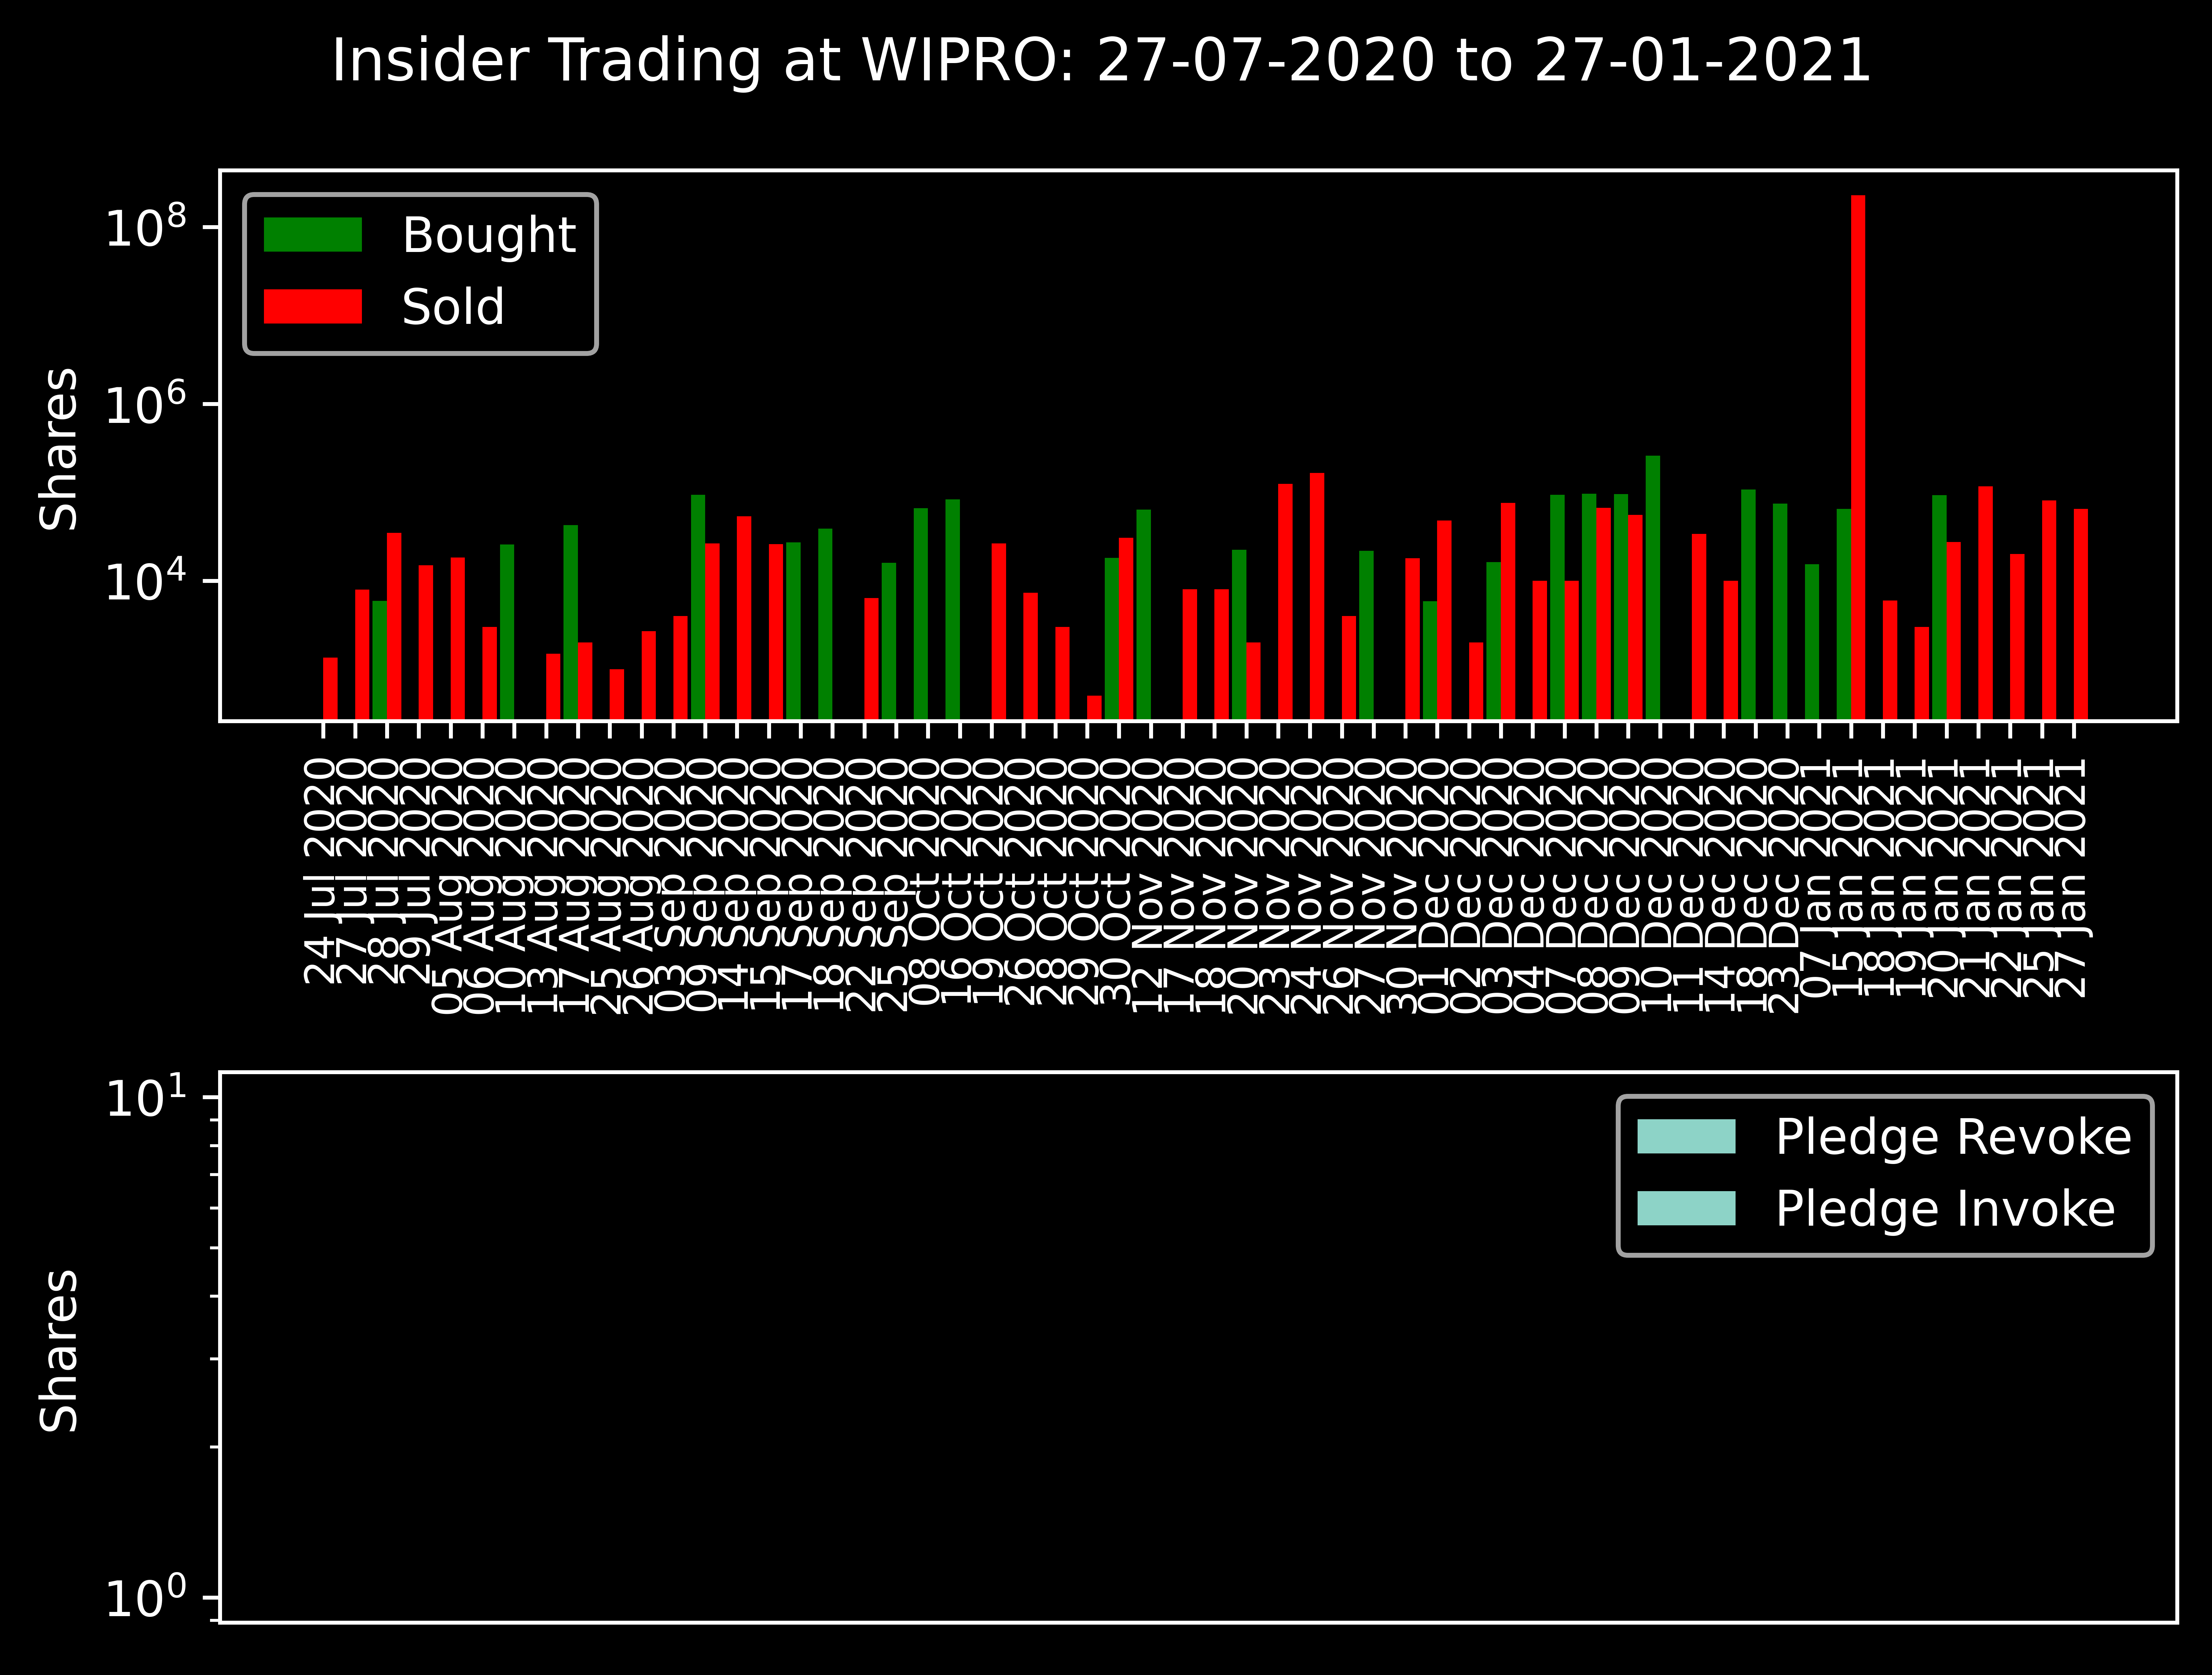 Insider Trading at WIPRO: 27-07-2020 to 27-01-2021
Bought
Sold
Shares
10^8
10^6
10^4
24 Jul 2020
27 Jul 2020
28 Jul 2020
29 Jul 2020
05 Aug 2020
06 Aug 2020
10 Aug 2020
13 Aug 2020
17 Aug 2020
25 Aug 2020
26 Aug 2020
03 Sep 2020
09 Sep 2020
14 Sep 2020
15 Sep 2020
17 Sep 2020
18 Sep 2020
22 Sep 2020
25 Sep 2020
08 Oct 2020
16 Oct 2020
19 Oct 2020
26 Oct 2020
28 Oct 2020
29 Oct 2020
30 Oct 2020
12 Nov 2020
17 Nov 2020
18 Nov 2020
20 Nov 2020
23 Nov 2020
24 Nov 2020
26 Nov 2020
27 Nov 2020
30 Nov 2020
01 Dec 2020
02 Dec 2020
03 Dec 2020
04 Dec 2020
07 Dec 2020
08 Dec 2020
09 Dec 2020
10 Dec 2020
11 Dec 2020
14 Dec 2020
18 Dec 2020
23 Dec 2020
07 Jan 2021
15 Jan 2021
18 Jan 2021
19 Jan 2021
20 Jan 2021
21 Jan 2021
22 Jan 2021
25 Jan 2021
27 Jan 2021
Pledge Revoke
Pledge Invoke
Shares
10^1
10^0